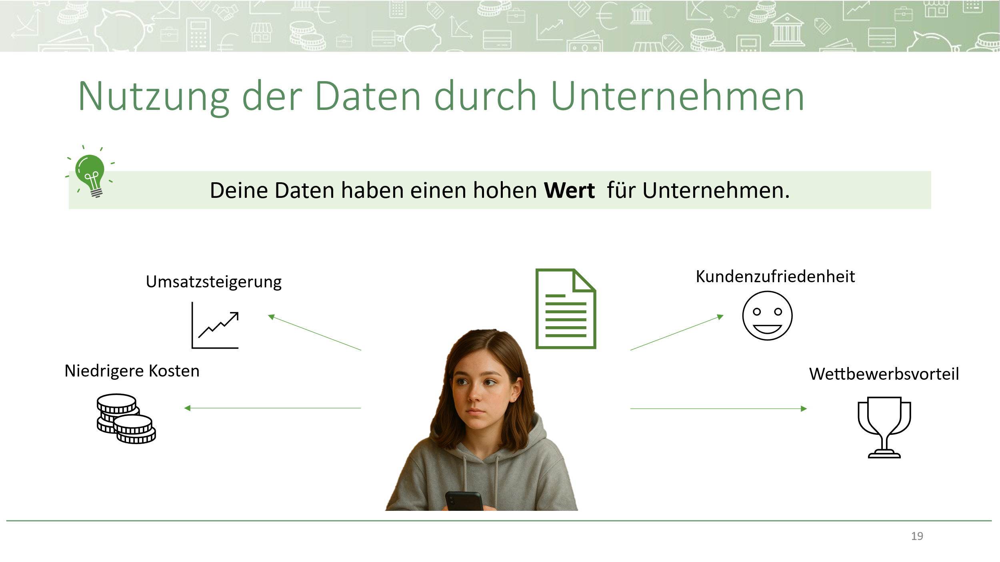 Nutzung der Daten durch Unternehmen
Deine Daten haben einen hohen Wert für Unternehmen.
Umsatzsteigerung
Kundenzufriedenheit
Niedrigere Kosten
Wettbewerbsvorteil
19